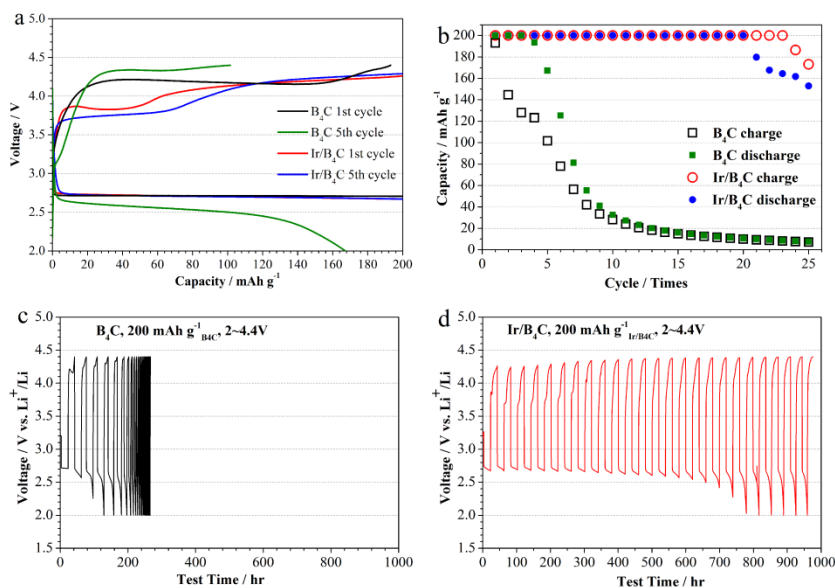 a
4.5
4.0
3.5
3.0
2.5
2.0
Voltage / V
0 20 40 60 80 100 120 140 160 180 200
Capacity / mAh g⁻¹
B₄C 1st cycle
B₄C 5th cycle
Ir/B₄C 1st cycle
Ir/B₄C 5th cycle
b
200
180
160
140
120
100
80
60
40
20
0
Capacity / mAh g⁻¹
0 5 10 15 20 25
Cycle / Times
B₄C charge
B₄C discharge
Ir/B₄C charge
Ir/B₄C discharge
c
B₄C, 200 mAh g⁻¹B4C, 2~4.4V
5.0
4.5
4.0
3.5
3.0
2.5
2.0
1.5
Voltage / V vs. Li⁺/Li
0 100 200 300 400 500 600 700 800 900 1000
Test Time / hr
d
Ir/B₄C, 200 mAh g⁻¹Ir/B4C, 2~4.4V
5.0
4.5
4.0
3.5
3.0
2.5
2.0
1.5
Voltage / V vs. Li⁺/Li
0 100 200 300 400 500 600 700 800 900 1000
Test Time / hr